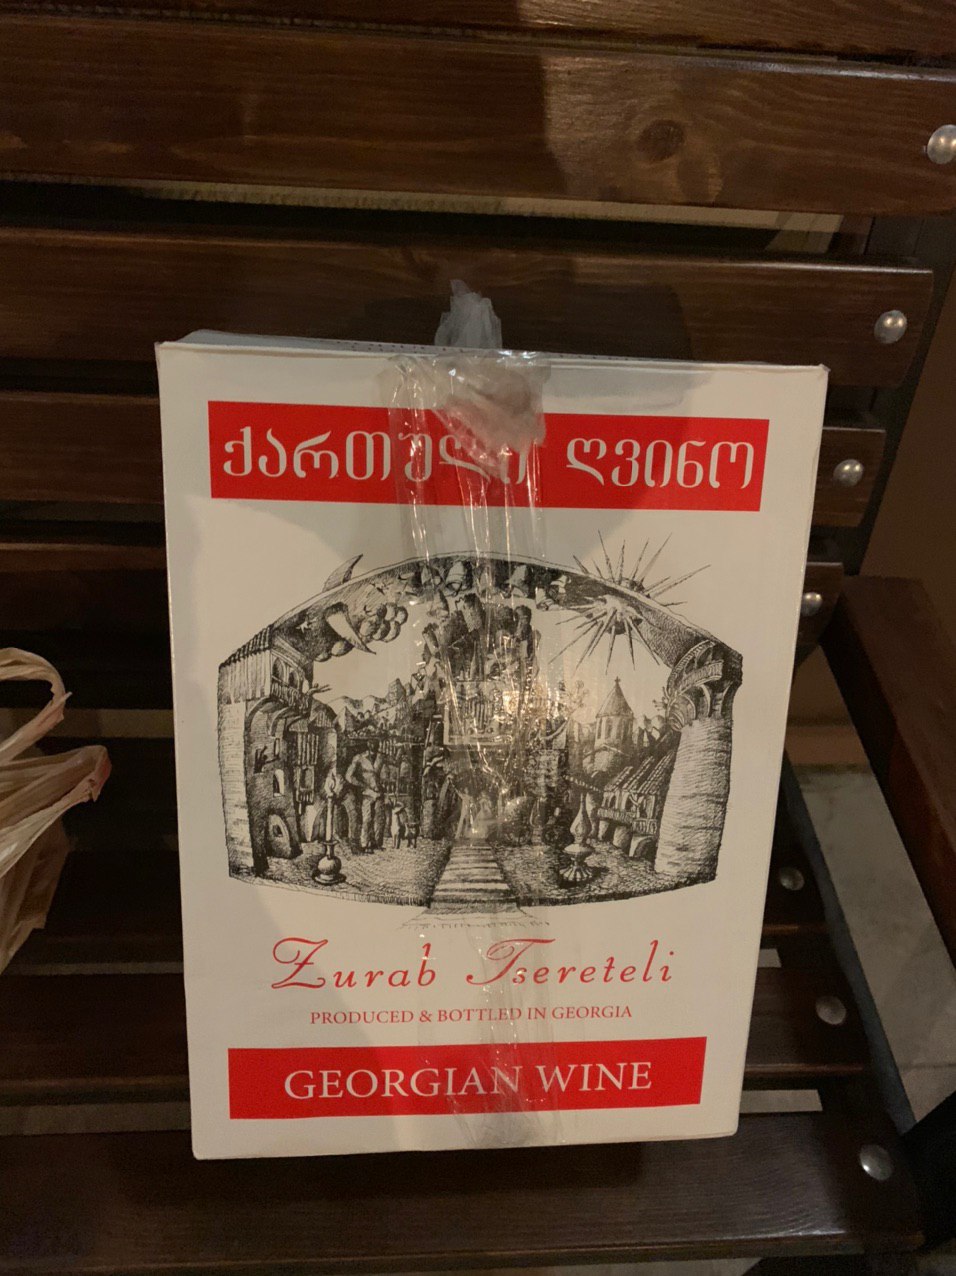 ქართული ღვინო
Zurab Tsereteli
PRODUCED & BOTTLED IN GEORGIA
GEORGIAN WINE